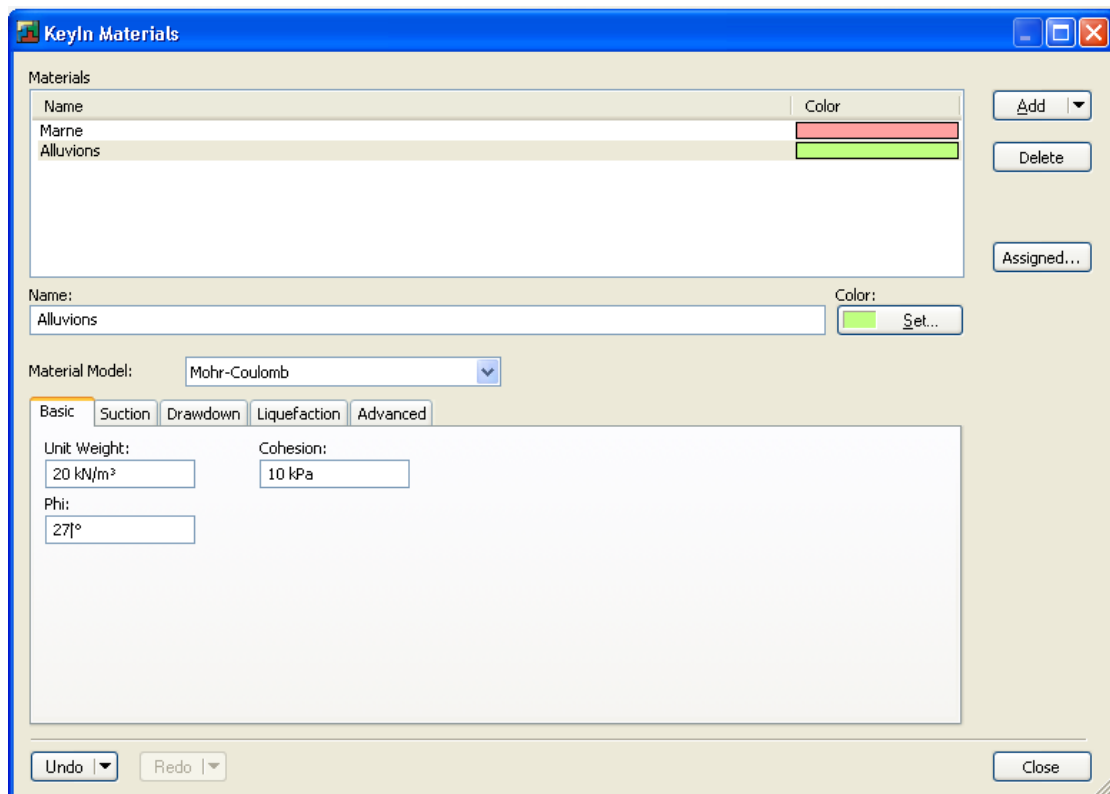 KeyIn Materials
Materials
Name Color
Add
Marne
Alluvions
Delete
Assigned...
Name: Color:
Alluvions Set...
Material Model: Mohr-Coulomb
Basic Suction Drawdown Liquefaction Advanced
Unit Weight: Cohesion:
20 kN/m³ 10 kPa
Phi:
27°
Undo Redo Close